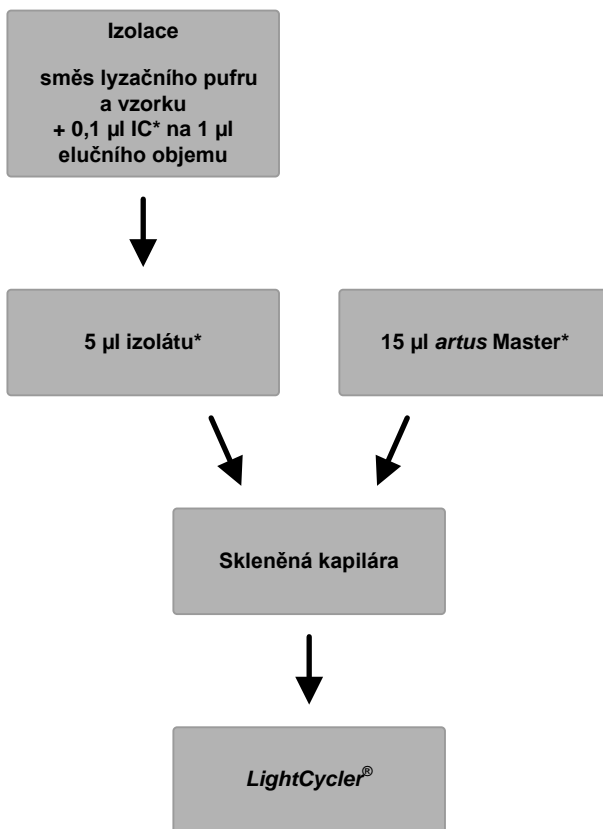 Izolace
směs lyzačního pufru
a vzorku
+ 0,1 µl IC* na 1 µl
elučního objemu
5 µl izolátu*
15 µl artus Master*
Skleněná kapilára
LightCycler®